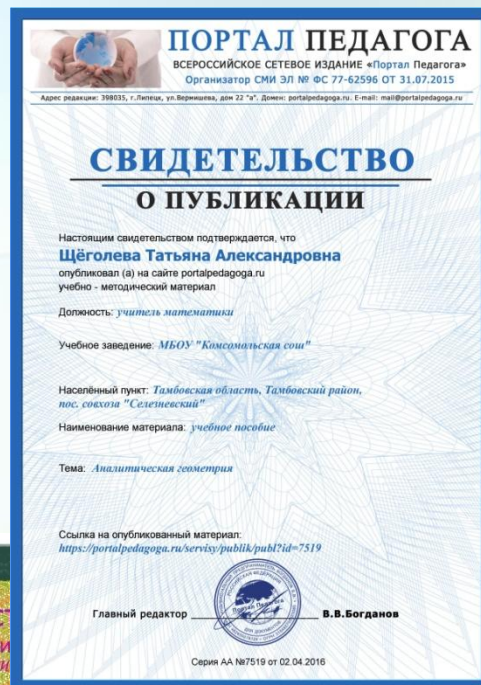 ПОРТАЛ ПЕДАГОГА
ВСЕРОССИЙСКОЕ СЕТЕВОЕ ИЗДАНИЕ «Портал Педагога»
Организатор СМИ ЭЛ № ФС 77-62596 ОТ 31.07.2015
Адрес редакции: 398035, г.Липецк, ул.Вермишева, дом 22 "а". Домен: portalpedagoga.ru. E-mail: mail@portalpedagoga.ru
СВИДЕТЕЛЬСТВО
О ПУБЛИКАЦИИ
Настоящим свидетельством подтверждается, что
Щёголева Татьяна Александровна
опубликовал (а) на сайте portalpedagoga.ru
учебно - методический материал
Должность: учитель математики
Учебное заведение: МБОУ "Комсомольская сош"
Населённый пункт: Тамбовская область, Тамбовский район,
пос. совхоза "Селезневский"
Наименование материала: учебное пособие
Тема: Аналитическая геометрия
Ссылка на опубликованный материал:
https://portalpedagoga.ru/servisy/publik/publ?id=7519
Портал Педагога
Главный редактор В.В.Богданов
Серия АА №7519 от 02.04.2016